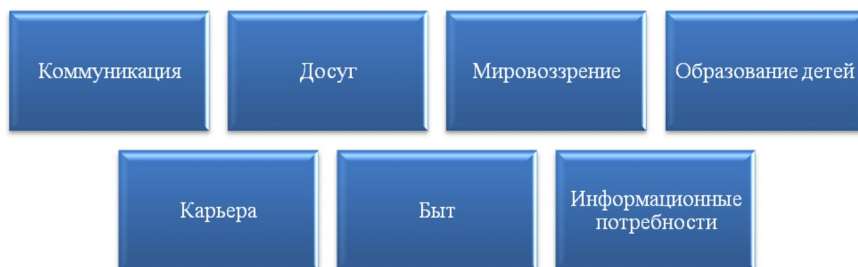 Коммуникация
Досуг
Мировоззрение
Образование детей
Карьера
Быт
Информационные
потребности